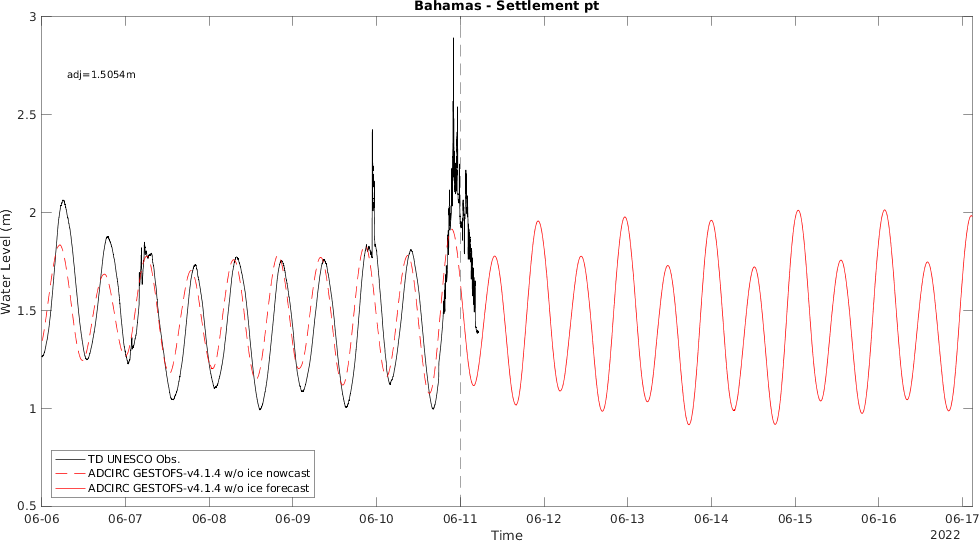 Bahamas - Settlement pt
3
adj=1.5054m
2.5
2
Water Level (m)
1.5
1
TD UNESCO Obs.
ADCIRC GESTOFS-v4.1.4 w/o ice nowcast
ADCIRC GESTOFS-v4.1.4 w/o ice forecast
0.5
06-06 06-07 06-08 06-09 06-10 06-11 06-12 06-13 06-14 06-15 06-16 06-17
Time
2022